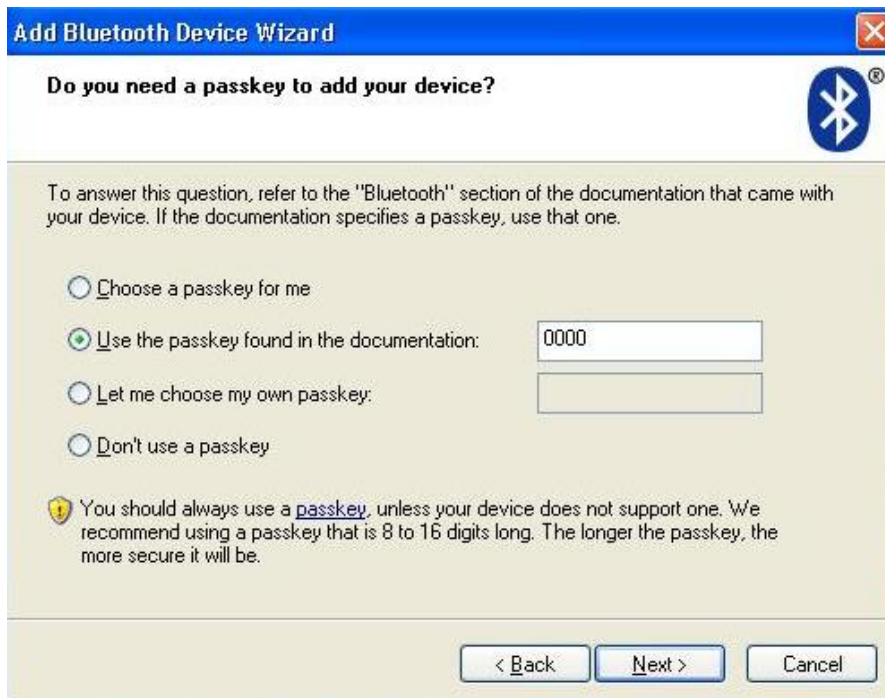 Add Bluetooth Device Wizard
Do you need a passkey to add your device?
®
To answer this question, refer to the "Bluetooth" section of the documentation that came with
your device. If the documentation specifies a passkey, use that one.
Choose a passkey for me
Use the passkey found in the documentation: 0000
Let me choose my own passkey:
Don't use a passkey
You should always use a passkey, unless your device does not support one. We
recommend using a passkey that is 8 to 16 digits long. The longer the passkey, the
more secure it will be.
< Back Next > Cancel